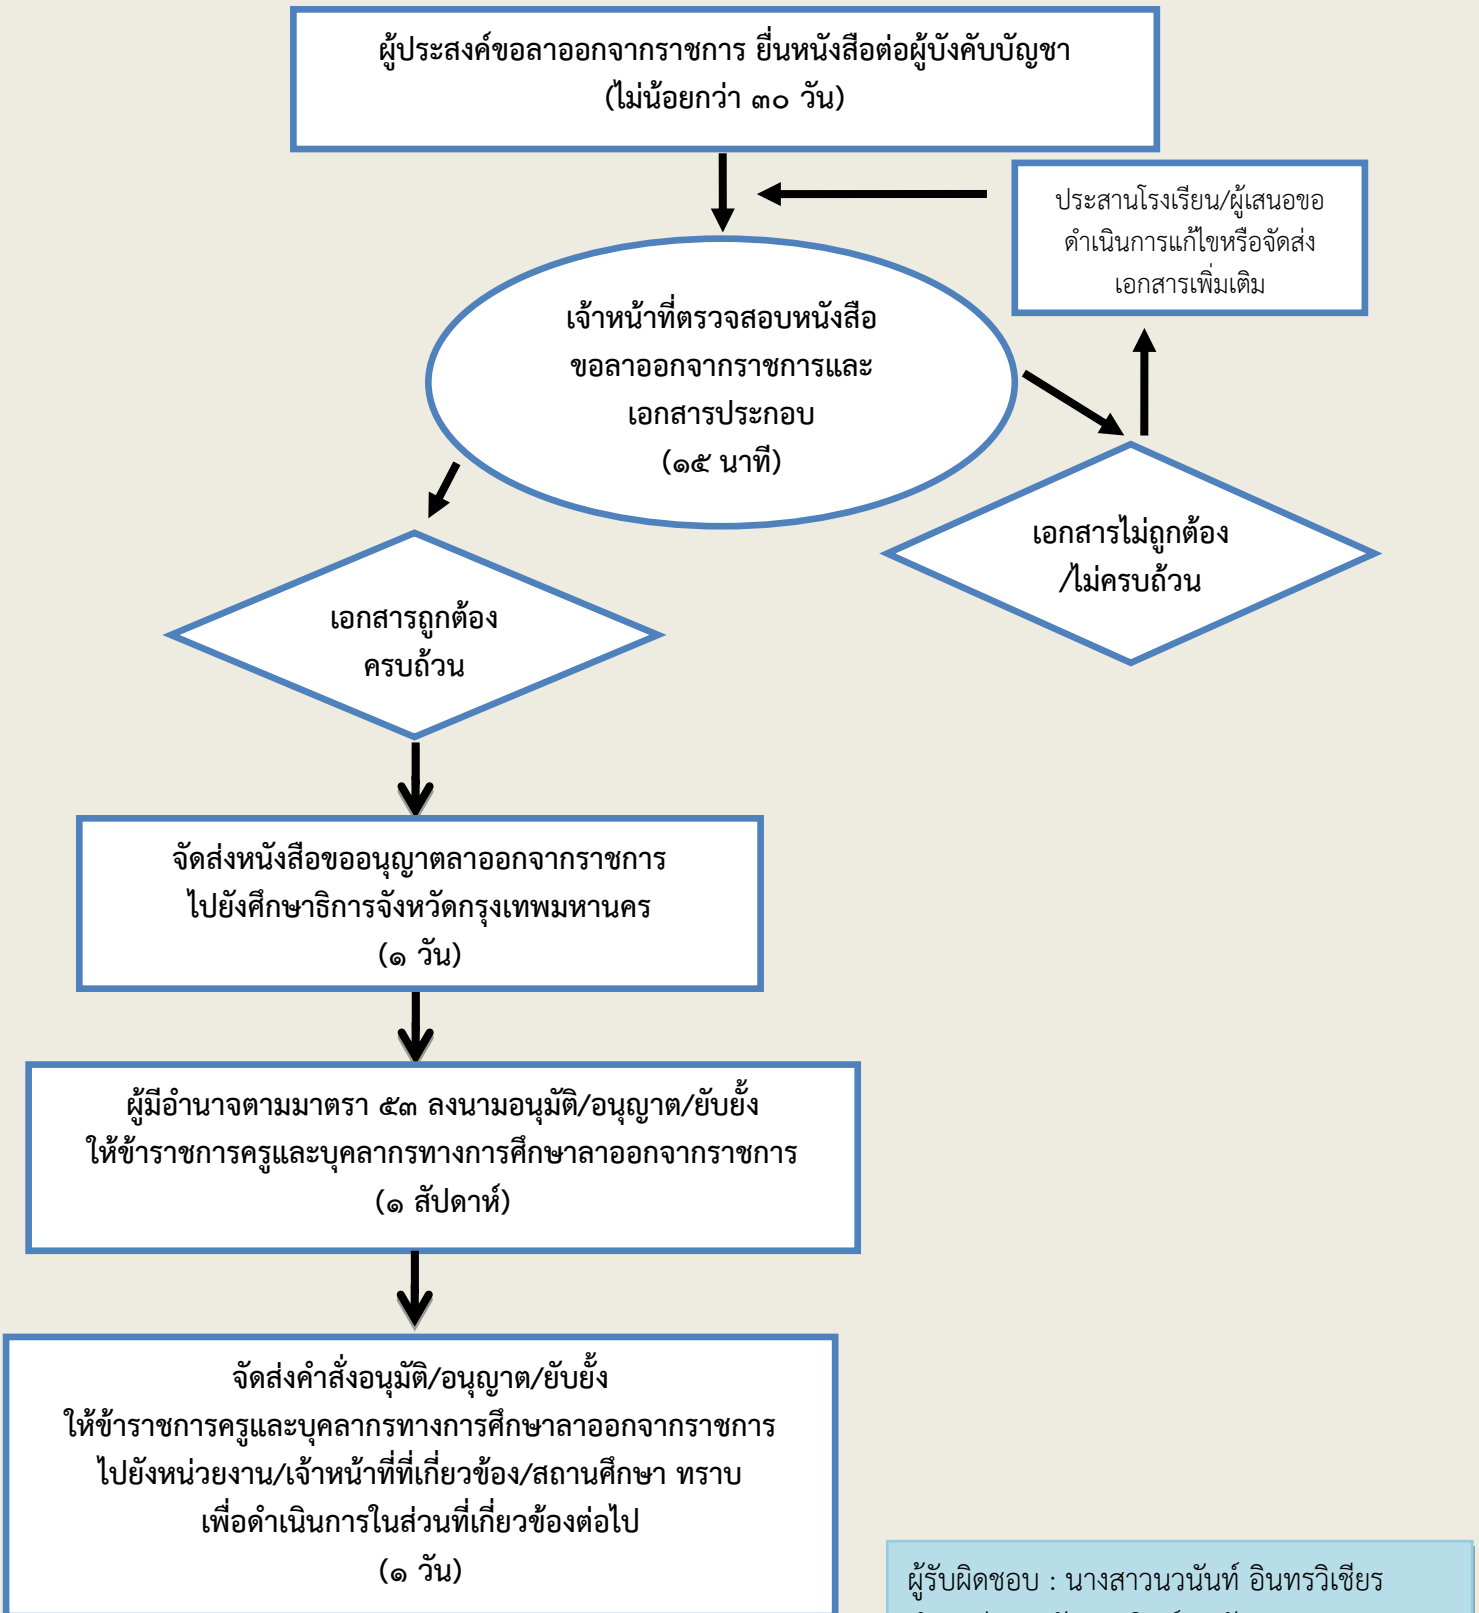 ผู้ประสงค์ขอลาออกจากราชการ ยื่นหนังสือต่อผู้บังคับบัญชา
(ไม่น้อยกว่า ๓๐ วัน)
ประสานโรงเรียน/ผู้เสนอขอ
ดำเนินการแก้ไขหรือจัดส่ง
เอกสารเพิ่มเติม
เจ้าหน้าที่ตรวจสอบหนังสือ
ขอลาออกจากราชการและ
เอกสารประกอบ
(๑๕ นาที)
เอกสารไม่ถูกต้อง
/ไม่ครบถ้วน
เอกสารถูกต้อง
ครบถ้วน
จัดส่งหนังสือขออนุญาตลาออกจากราชการ
ไปยังศึกษาธิการจังหวัดกรุงเทพมหานคร
(๑ วัน)
ผู้มีอำนาจตามมาตรา ๕๓ ลงนามอนุมัติ/อนุญาต/ยับยั้ง
ให้ข้าราชการครูและบุคลากรทางการศึกษาลาออกจากราชการ
(๑ สัปดาห์)
จัดส่งคำสั่งอนุมัติ/อนุญาต/ยับยั้ง
ให้ข้าราชการครูและบุคลากรทางการศึกษาลาออกจากราชการ
ไปยังหน่วยงาน/เจ้าหน้าที่ที่เกี่ยวข้อง/สถานศึกษา ทราบ
เพื่อดำเนินการในส่วนที่เกี่ยวข้องต่อไป
(๑ วัน)
ผู้รับผิดชอบ : นางสาวนวนันท์ อินทรวิเชียร